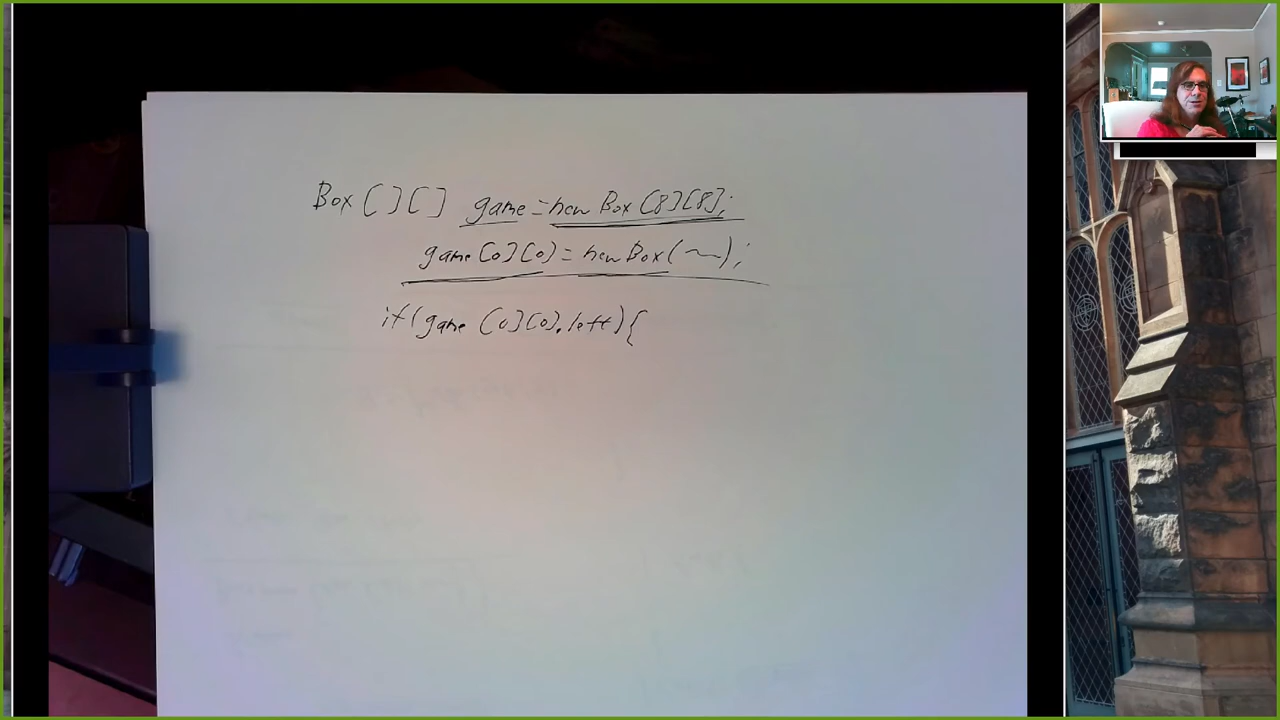 Box [ ] [ ] game = new Box [8][8];
game [0][0] = new Box(~);
if (game [0][0].left) {